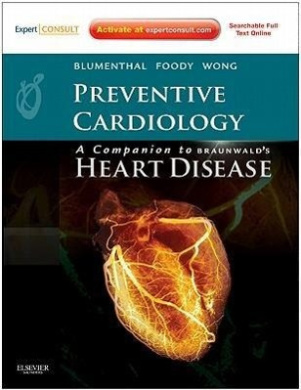 Expert CONSULT
Activate at expertconsult.com
Searchable Full
Text Online
BLUMENTHAL FOODY WONG
PREVENTIVE
CARDIOLOGY
A Companion to BRAUNWALD'S
HEART DISEASE
ELSEVIER